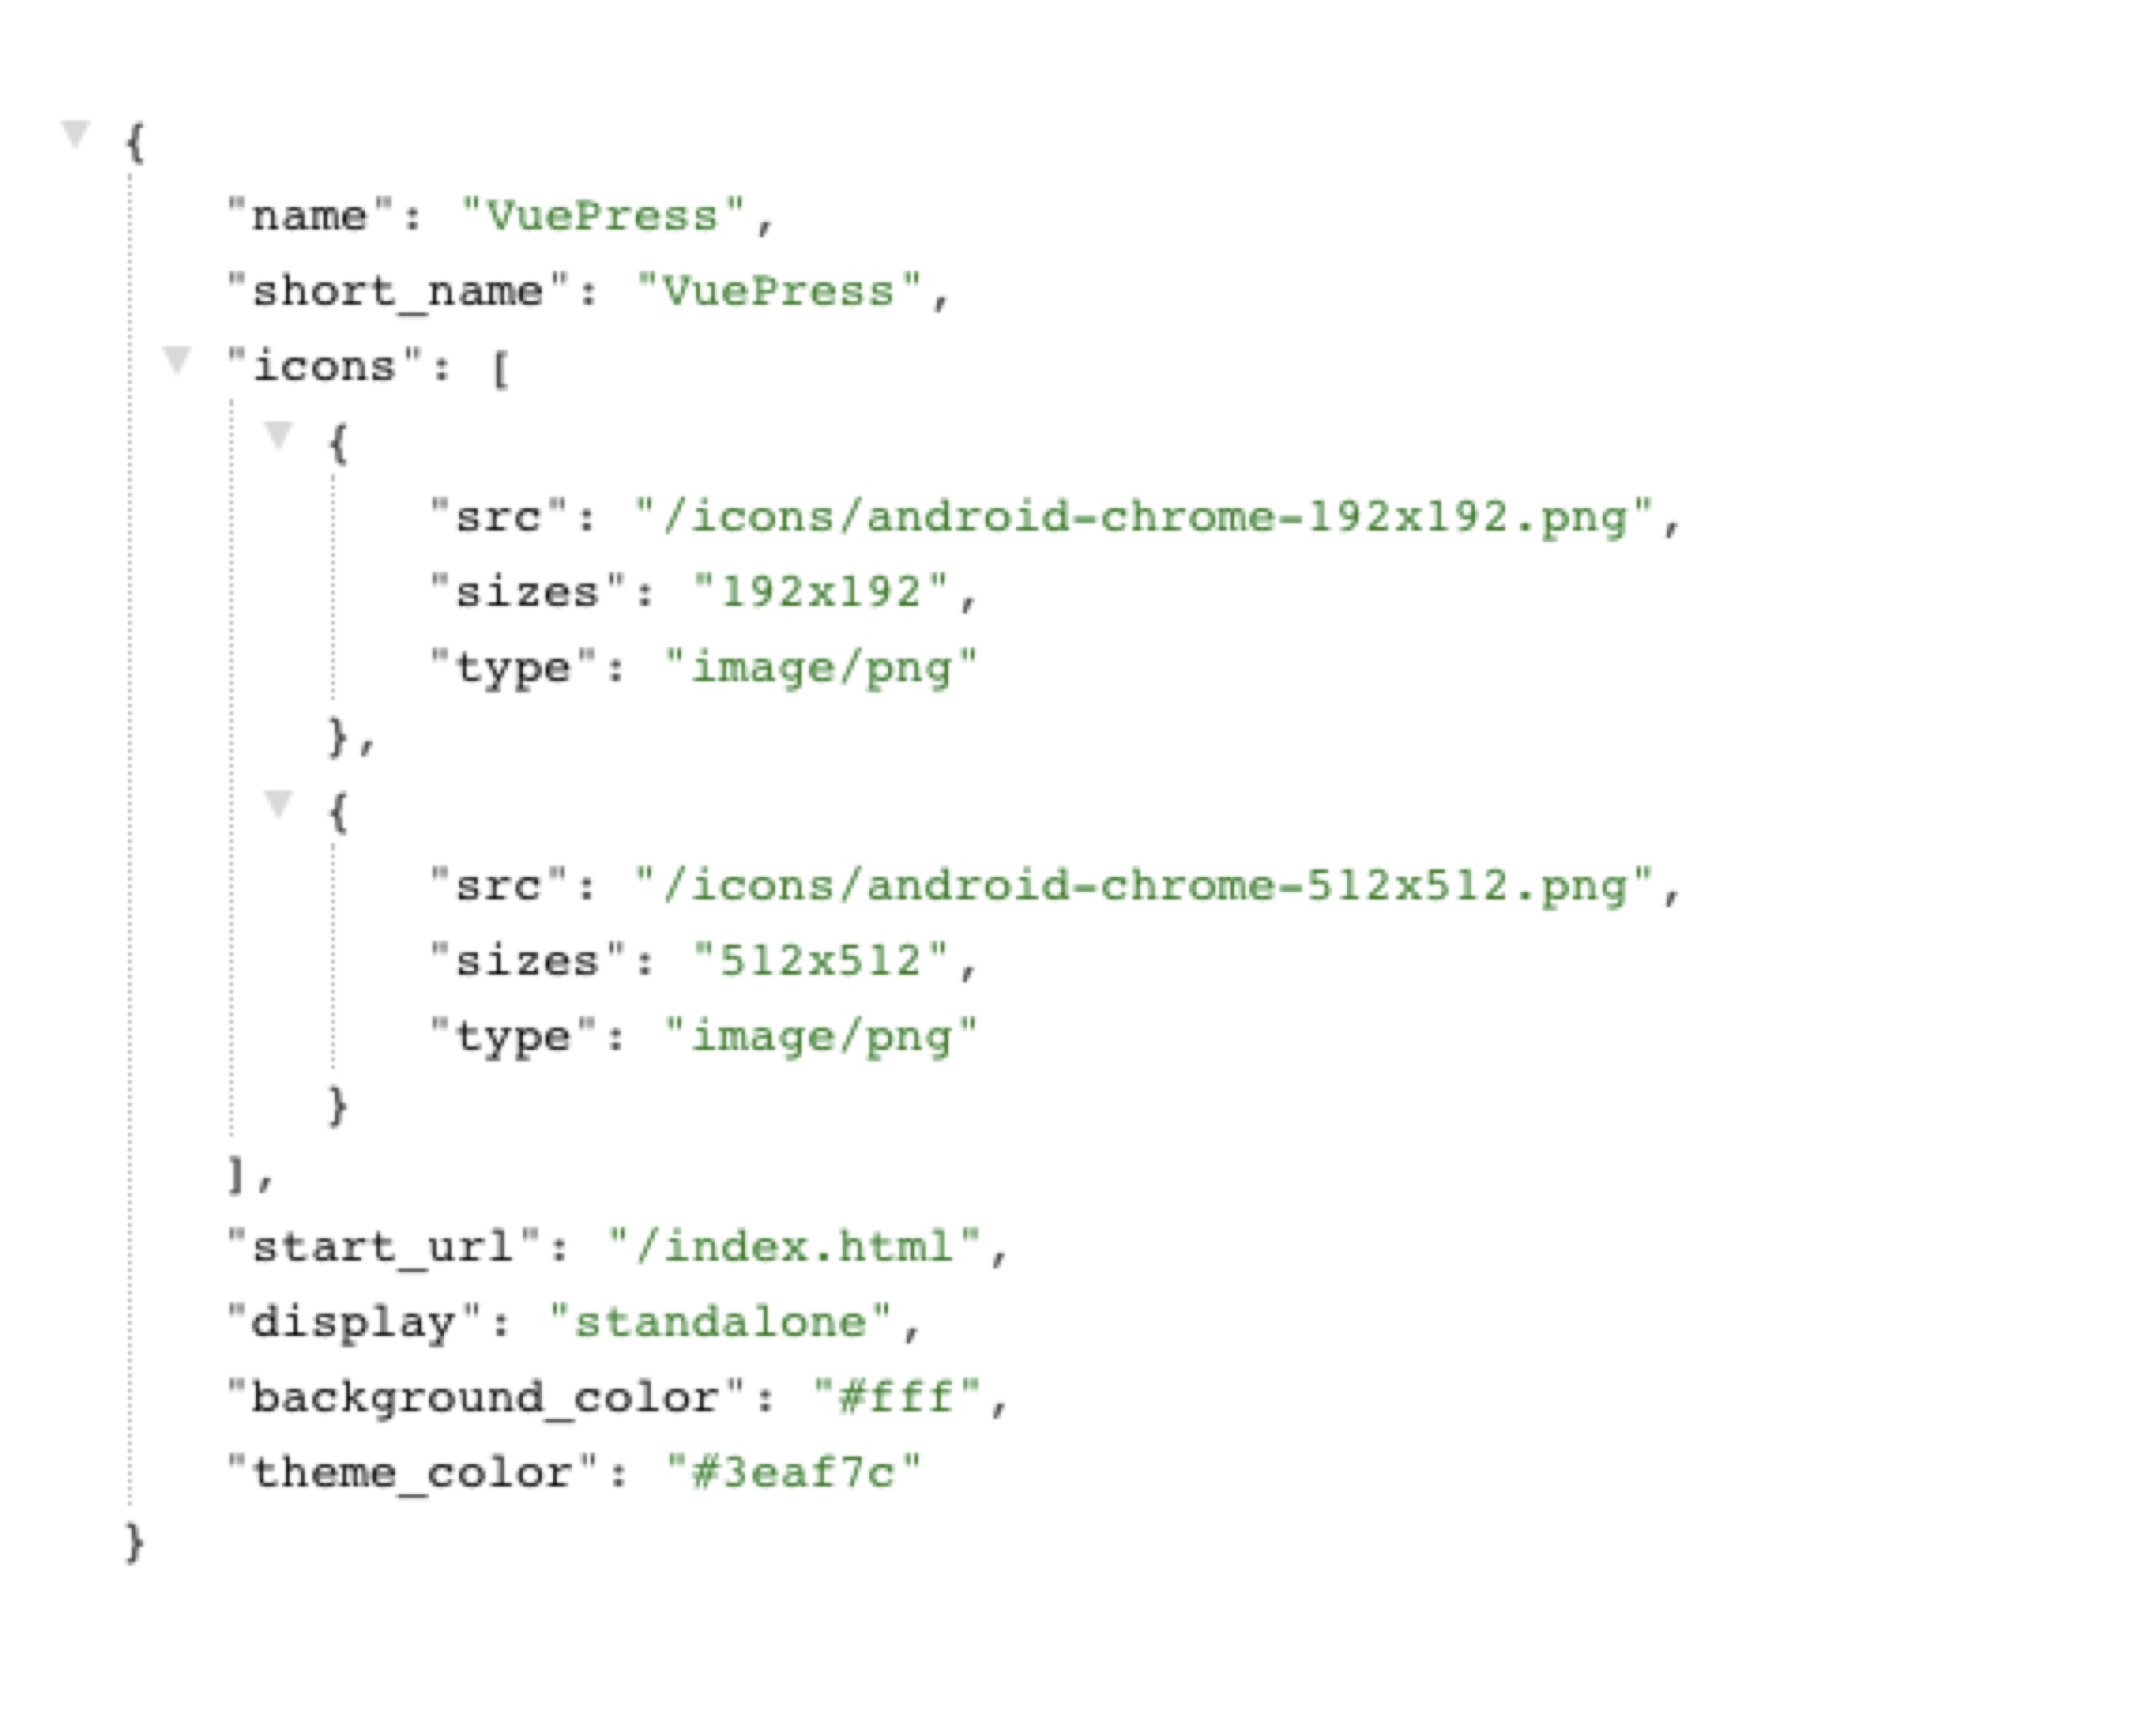 {
"name": "VuePress",
"short_name": "VuePress",
"icons": [
{
"src": "/icons/android-chrome-192x192.png",
"sizes": "192x192",
"type": "image/png"
},
{
"src": "/icons/android-chrome-512x512.png",
"sizes": "512x512",
"type": "image/png"
}
],
"start_url": "/index.html",
"display": "standalone",
"background_color": "#fff",
"theme_color": "#3eaf7c"
}